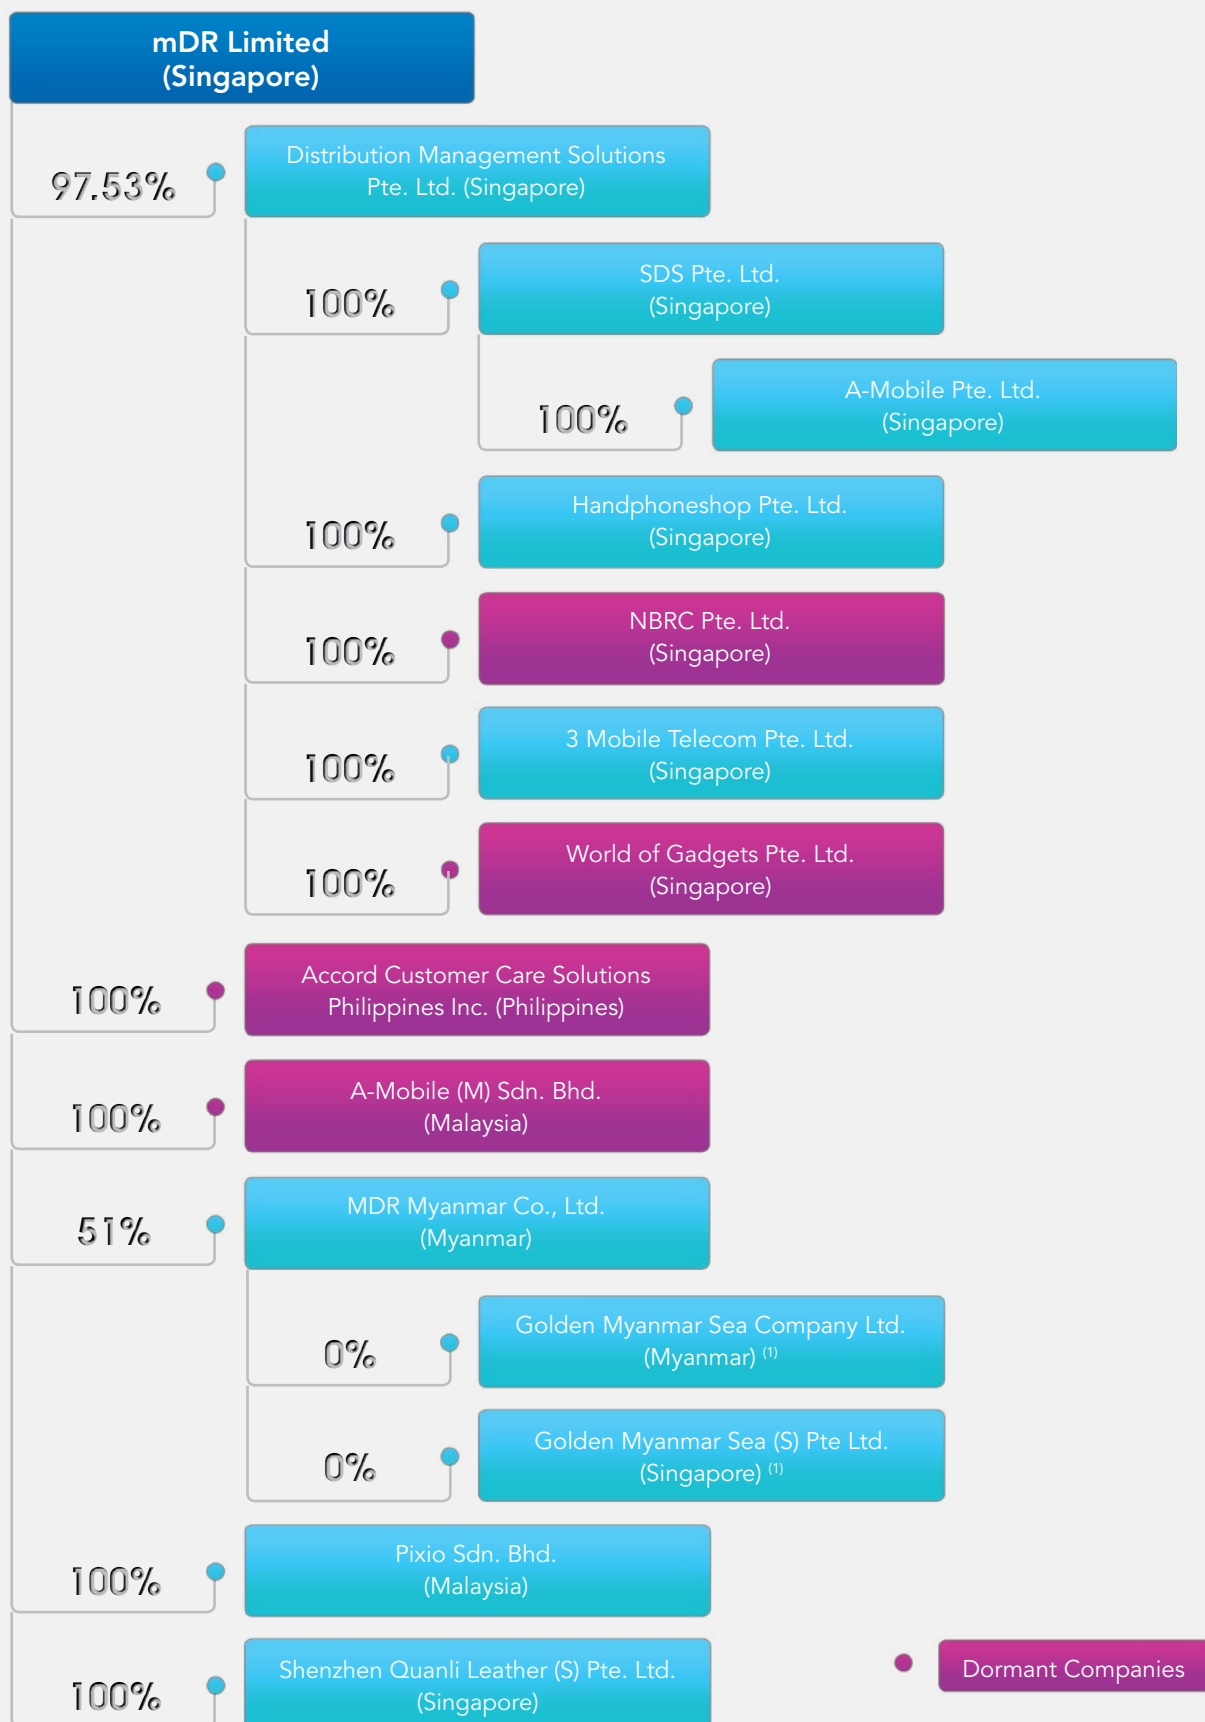 mDR Limited
(Singapore)
97.53%
Distribution Management Solutions
Pte. Ltd. (Singapore)
100%
SDS Pte. Ltd.
(Singapore)
100%
A-Mobile Pte. Ltd.
(Singapore)
100%
Handphoneshop Pte. Ltd.
(Singapore)
100%
NBRC Pte. Ltd.
(Singapore)
100%
3 Mobile Telecom Pte. Ltd.
(Singapore)
100%
World of Gadgets Pte. Ltd.
(Singapore)
100%
Accord Customer Care Solutions
Philippines Inc. (Philippines)
100%
A-Mobile (M) Sdn. Bhd.
(Malaysia)
51%
MDR Myanmar Co., Ltd.
(Myanmar)
0%
Golden Myanmar Sea Company Ltd.
(Myanmar) (1)
0%
Golden Myanmar Sea (S) Pte Ltd.
(Singapore) (1)
100%
Pixio Sdn. Bhd.
(Malaysia)
100%
Shenzhen Quanli Leather (S) Pte. Ltd.
(Singapore)
Dormant Companies